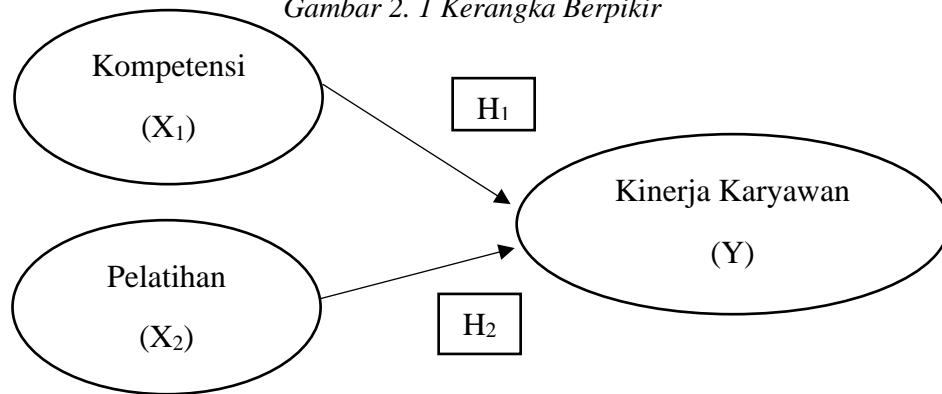 Gambar 2. 1 Kerangka Berpikir
Kompetensi
(X₁)
H₁
Kinerja Karyawan
(Y)
Pelatihan
(X₂)
H₂